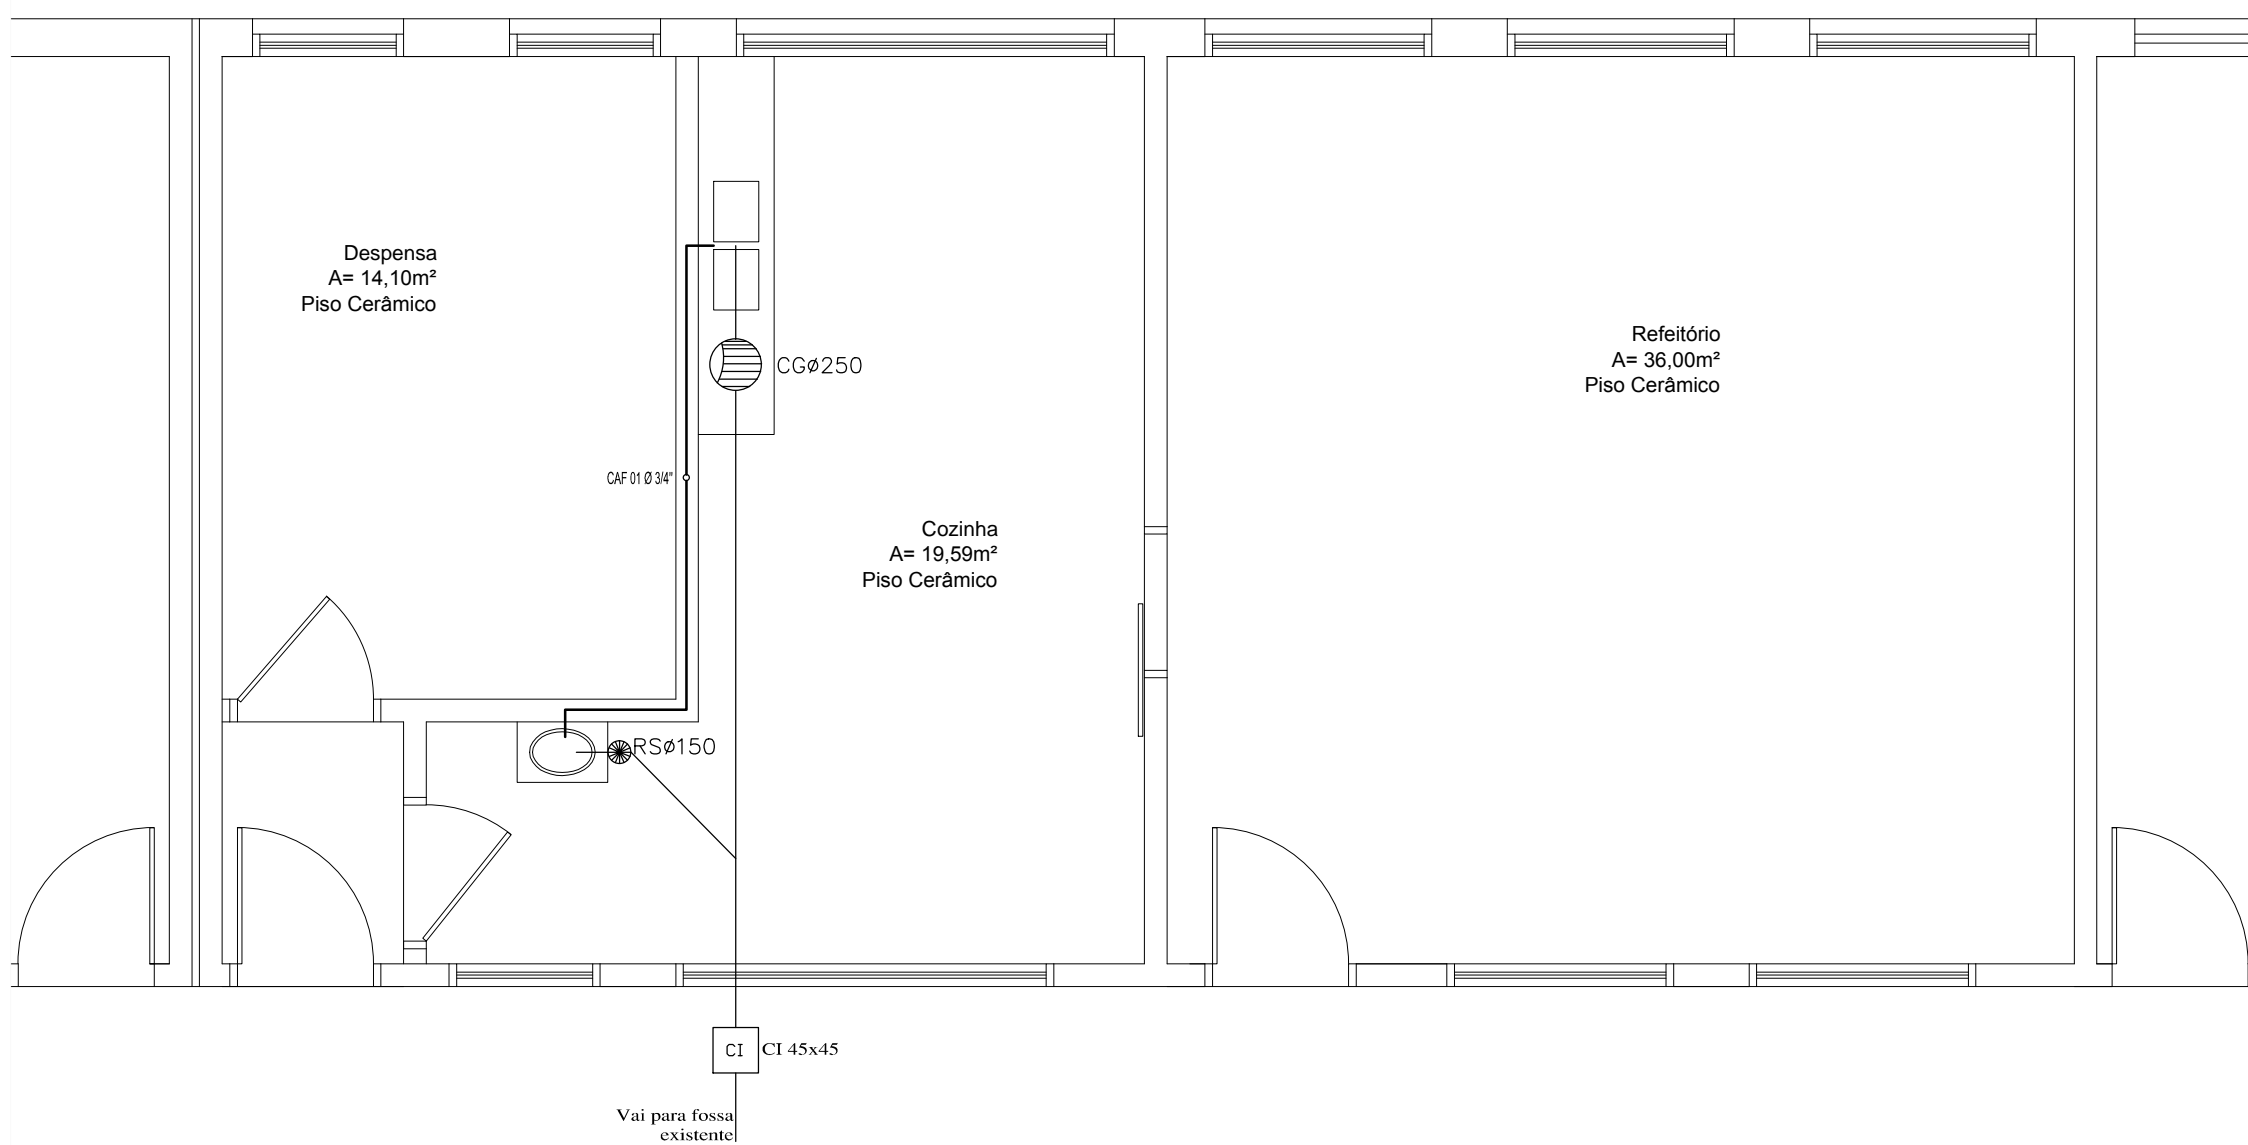 Despensa
A= 14,10m²
Piso Cerâmico
CGø250
Refeitório
A= 36,00m²
Piso Cerâmico
CAF 01 Ø 3/4"
Cozinha
A= 19,59m²
Piso Cerâmico
RSø150
CI
CI 45x45
Vai para fossa
existente